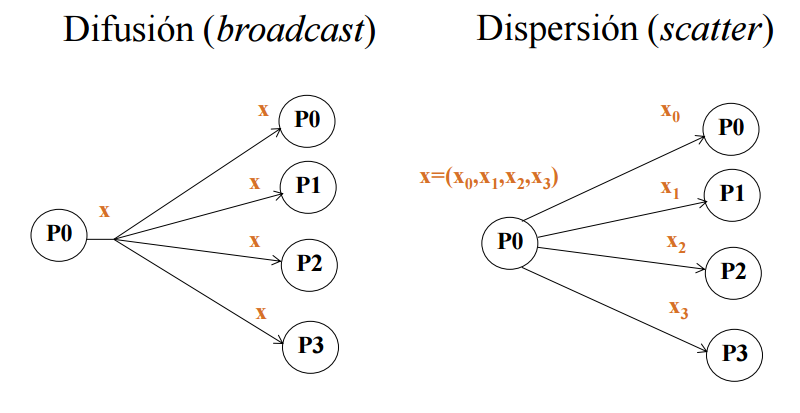 Difusión (broadcast)
x
P0
x
P0
x
P1
x
P2
x
P3
Dispersión (scatter)
x=(x₀,x₁,x₂,x₃)
P0
x₀
P0
x₁
P1
x₂
P2
x₃
P3